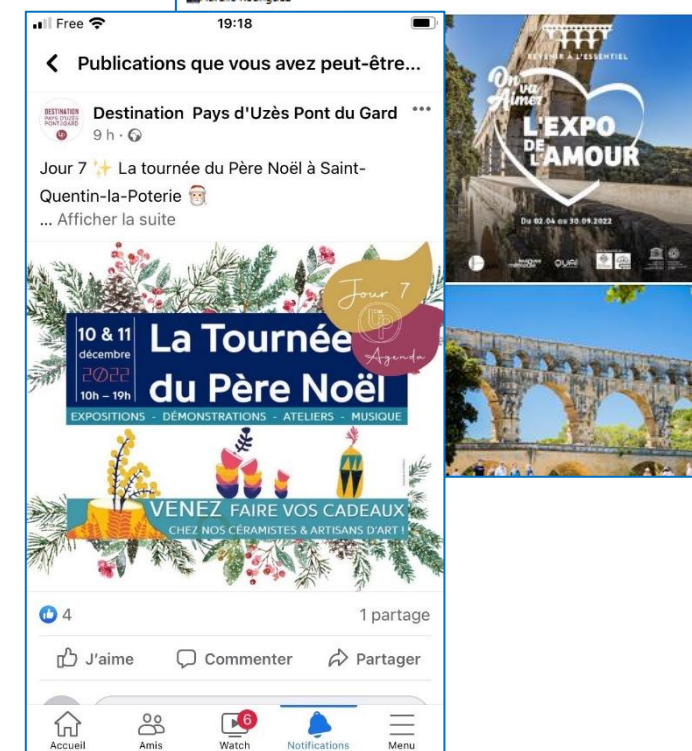 Free 19:18
Publications que vous avez peut-être...
DESTINATION
PAYS D'UZÈS
PONT DU GARD
Destination Pays d'Uzès Pont du Gard
9 h
Jour 7 ✨ La tournée du Père Noël à Saint-
Quentin-la-Poterie 🎅🏻
... Afficher la suite
Jour 7
UP
Agenda
10 & 11
décembre
2022
10h – 19h
La Tournée
du Père Noël
EXPOSITIONS - DÉMONSTRATIONS - ATELIERS - MUSIQUE
VENEZ FAIRE VOS CADEAUX
CHEZ NOS CÉRAMISTES & ARTISANS D'ART !
4
1 partage
J'aime
Commenter
Partager
6
Accueil
Amis
Watch
Notifications
Menu
REVENIR À L'ESSENTIEL
On va
Aimer
L'EXPO
DE
L'AMOUR
Du 02.04 au 30.09.2022